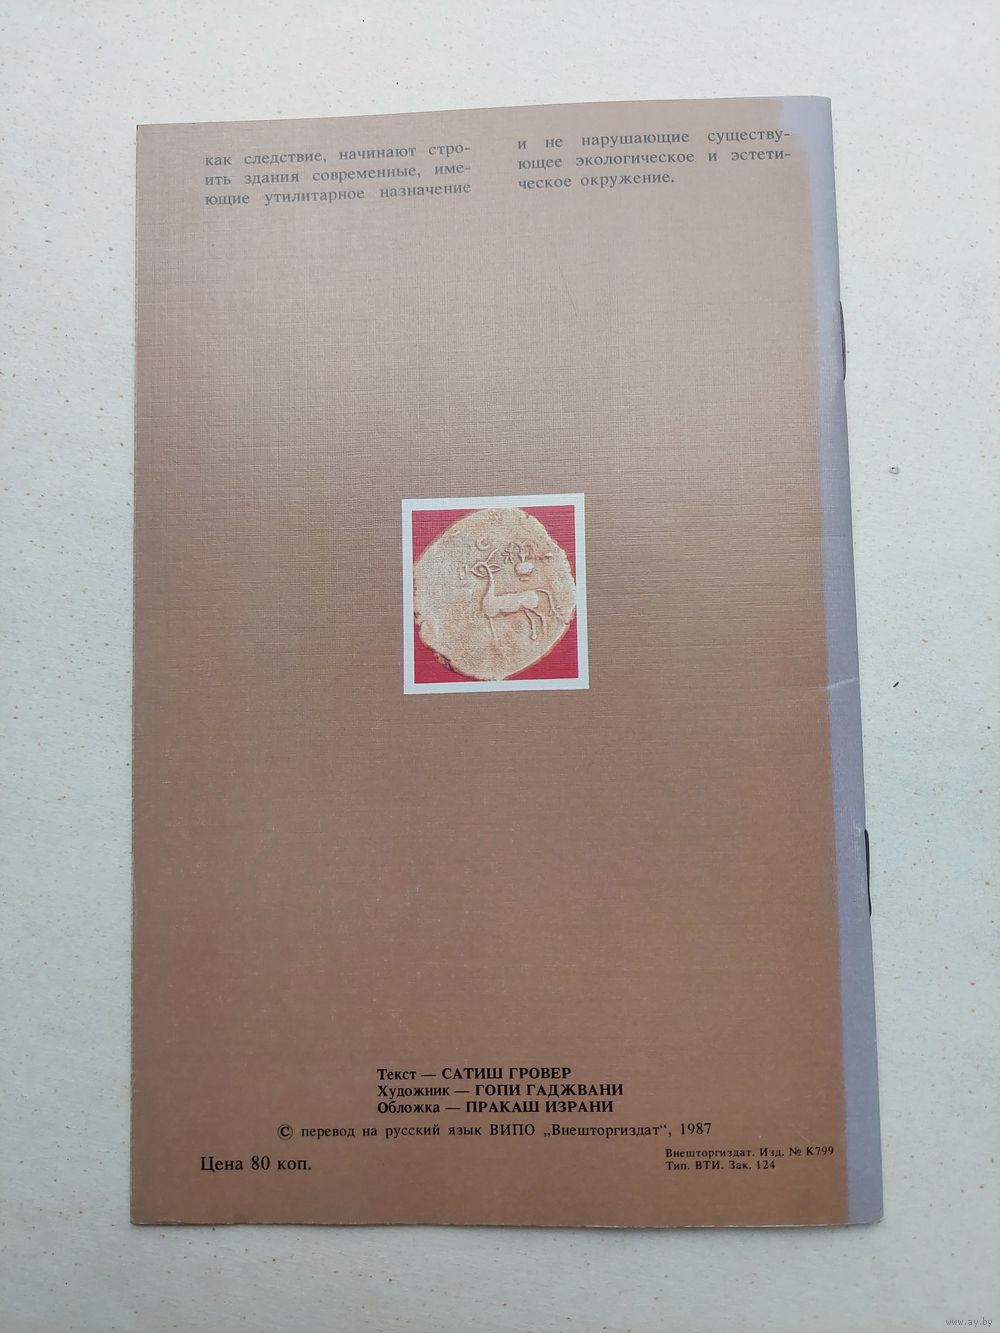 как следствие, начинают стро-
ить здания современные, име-
ющие утилитарное назначение
и не нарушающие существу-
ющее экологическое и эстети-
ческое окружение.
Текст — САТИШ ГРОВЕР
Художник — ГОПИ ГАДЖВАНИ
Обложка — ПРАКАШ ИЗРАНИ
© перевод на русский язык ВИПО „Внешторгиздат“, 1987
Цена 80 коп.
Внешторгиздат. Изд. № К799
Тип. ВТИ. Зак. 124
www.ay.by